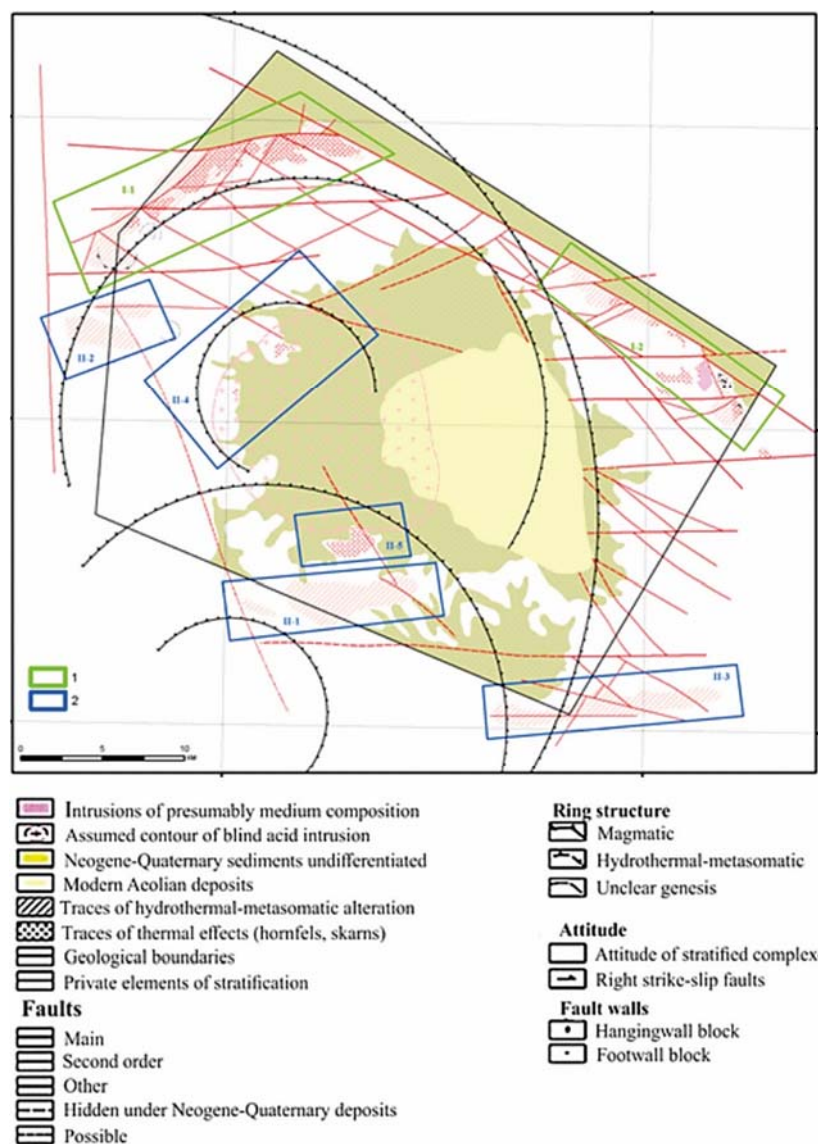 I-1
I-2
II-2
II-4
II-5
II-1
II-3
1
2
0 5 10
Intrusions of presumably medium composition
Assumed contour of blind acid intrusion
Neogene-Quaternary sediments undifferentiated
Modern Aeolian deposits
Traces of hydrothermal-metasomatic alteration
Traces of thermal effects (hornfels, skarns)
Geological boundaries
Private elements of stratification
Faults
Main
Second order
Other
Hidden under Neogene-Quaternary deposits
Possible
Ring structure
Magmatic
Hydrothermal-metasomatic
Unclear genesis
Attitude
Attitude of stratified complex
Right strike-slip faults
Fault walls
Hangingwall block
Footwall block